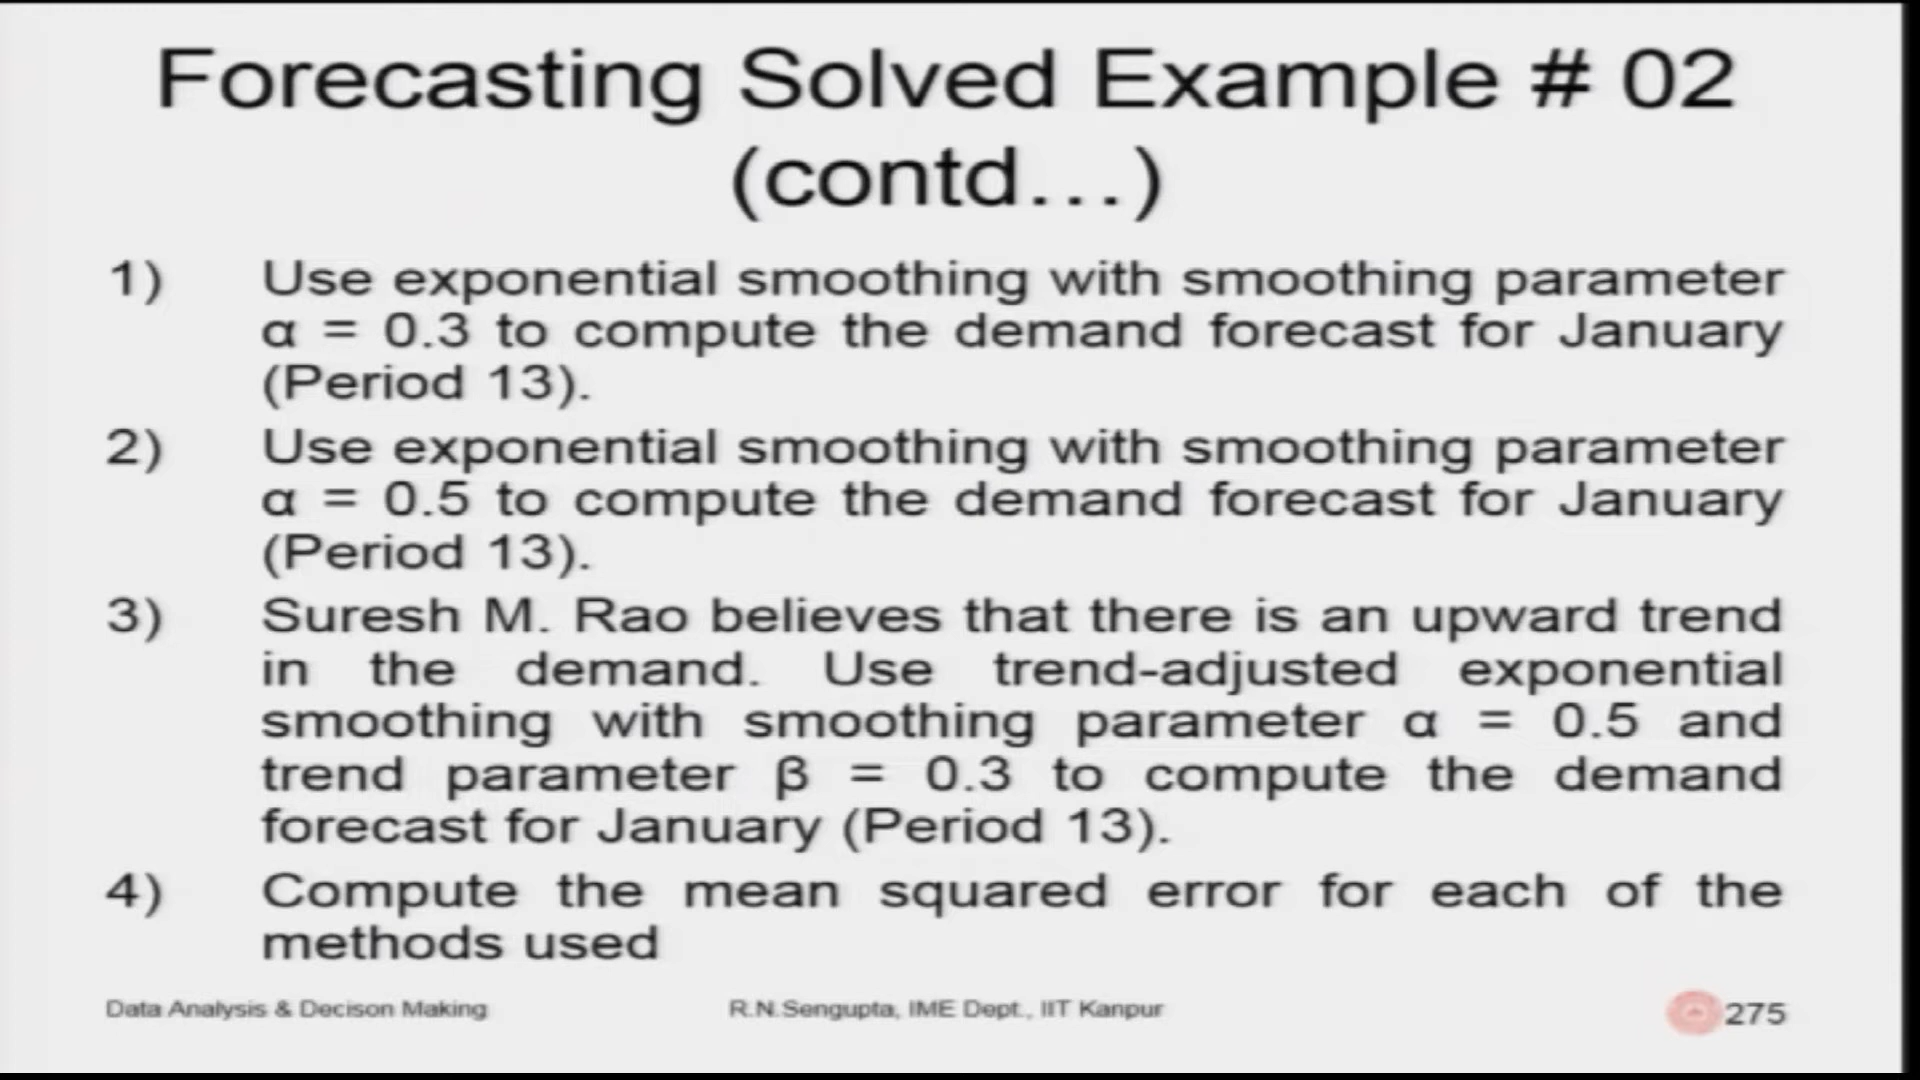 Forecasting Solved Example # 02
(contd...)
1) Use exponential smoothing with smoothing parameter
α = 0.3 to compute the demand forecast for January
(Period 13).
2) Use exponential smoothing with smoothing parameter
α = 0.5 to compute the demand forecast for January
(Period 13).
3) Suresh M. Rao believes that there is an upward trend
in the demand. Use trend-adjusted exponential
smoothing with smoothing parameter α = 0.5 and
trend parameter β = 0.3 to compute the demand
forecast for January (Period 13).
4) Compute the mean squared error for each of the
methods used
Data Analysis & Decison Making R.N.Sengupta, IME Dept., IIT Kanpur 275